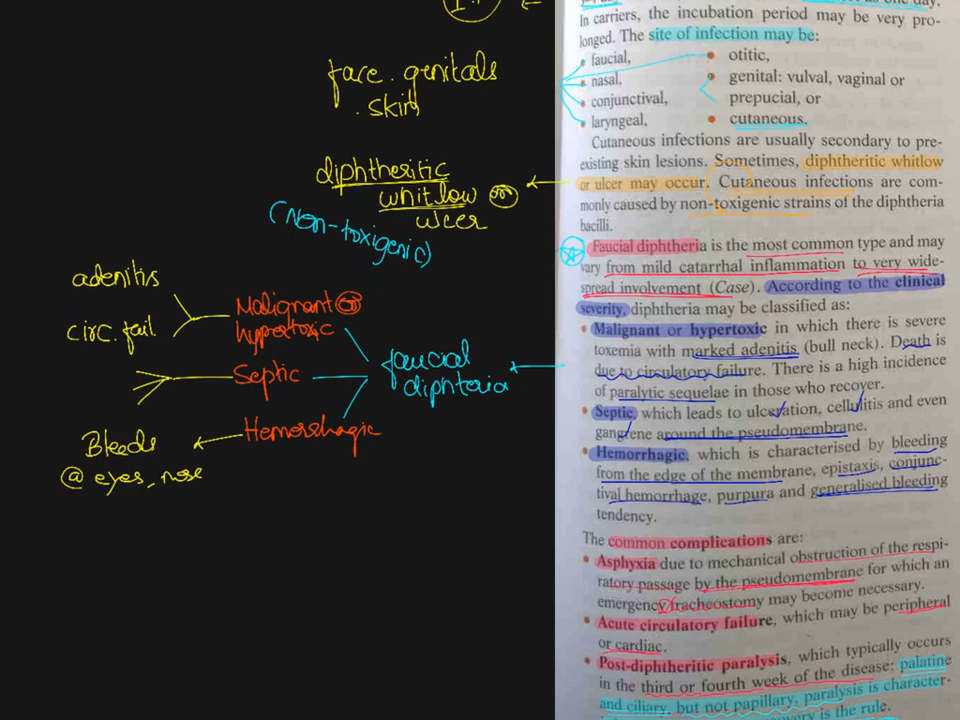 face. genitals
. skin
diphtheritic
whitlow
ulcer
(Non-toxigenic)
adenitis
circ. fail
Malignant
hypertoxic
Septic
Hemorrhagic
faucial
diphteria
Bleeds
@ eyes, nose
In carriers, the incubation period may be very pro-
longed. The site of infection may be:
• faucial,
• nasal,
• conjunctival,
• laryngeal,
• otitic,
• genital: vulval, vaginal or
prepucial, or
• cutaneous.
Cutaneous infections are usually secondary to pre-
existing skin lesions. Sometimes, diphtheritic whitlow
or ulcer may occur. Cutaneous infections are com-
monly caused by non-toxigenic strains of the diphtheria
bacilli.
Faucial diphtheria is the most common type and may
vary from mild catarrhal inflammation to very wide-
spread involvement (Case). According to the clinical
severity, diphtheria may be classified as:
• Malignant or hypertoxic in which there is severe
toxemia with marked adenitis (bull neck). Death is
due to circulatory failure. There is a high incidence
of paralytic sequelae in those who recover.
• Septic, which leads to ulceration, cellulitis and even
gangrene around the pseudomembrane.
• Hemorrhagic, which is characterised by bleeding
from the edge of the membrane, epistaxis, conjunc-
tival hemorrhage, purpura and generalised bleeding
tendency.
The common complications are:
• Asphyxia due to mechanical obstruction of the respi-
ratory passage by the pseudomembrane for which an
emergency tracheostomy may become necessary.
• Acute circulatory failure, which may be peripheral
or cardiac.
• Post-diphtheritic paralysis, which typically occurs
in the third or fourth week of the disease; palatine
and ciliary, but not papillary, paralysis is character-
is the rule.